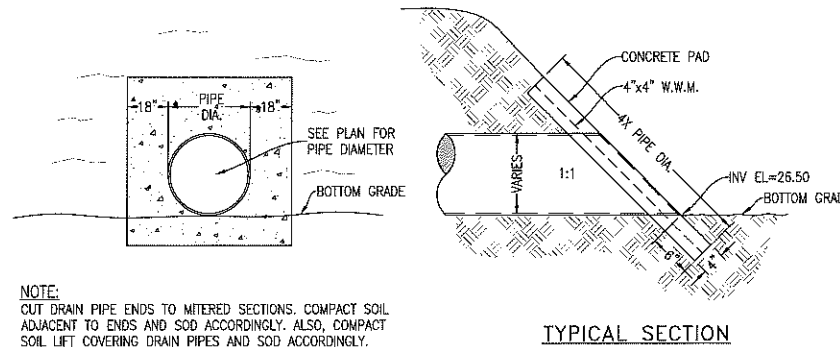 18"
PIPE
DIA.
18"
SEE PLAN FOR
PIPE DIAMETER
BOTTOM GRADE
NOTE:
CUT DRAIN PIPE ENDS TO MITERED SECTIONS. COMPACT SOIL
ADJACENT TO ENDS AND SOD ACCORDINGLY. ALSO, COMPACT
SOIL LIFT COVERING DRAIN PIPES AND SOD ACCORDINGLY.
CONCRETE PAD
4"x4" W.W.M.
4X PIPE DIA.
VARIES
1:1
INV EL=26.50
BOTTOM GRAD
6"
4"
TYPICAL SECTION